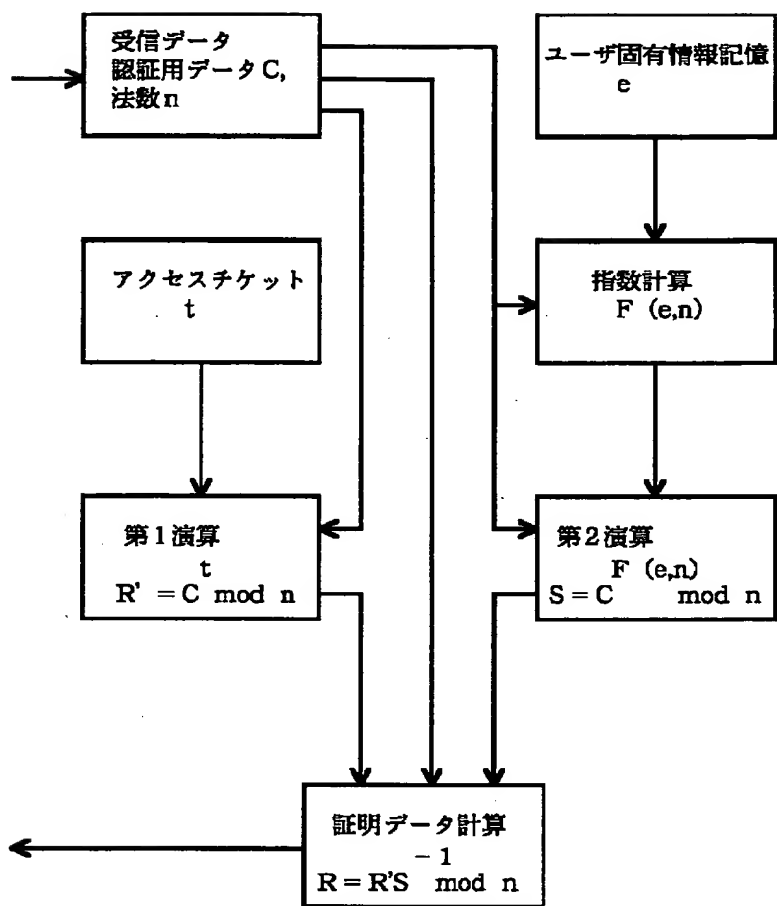 受信データ
認証用データC,
法数n
ユーザ固有情報記憶
e
アクセスチケット
t
指数計算
F (e,n)
第1演算
t
R' = C mod n
第2演算
F (e,n)
S = C mod n
証明データ計算
-1
R = R'S mod n